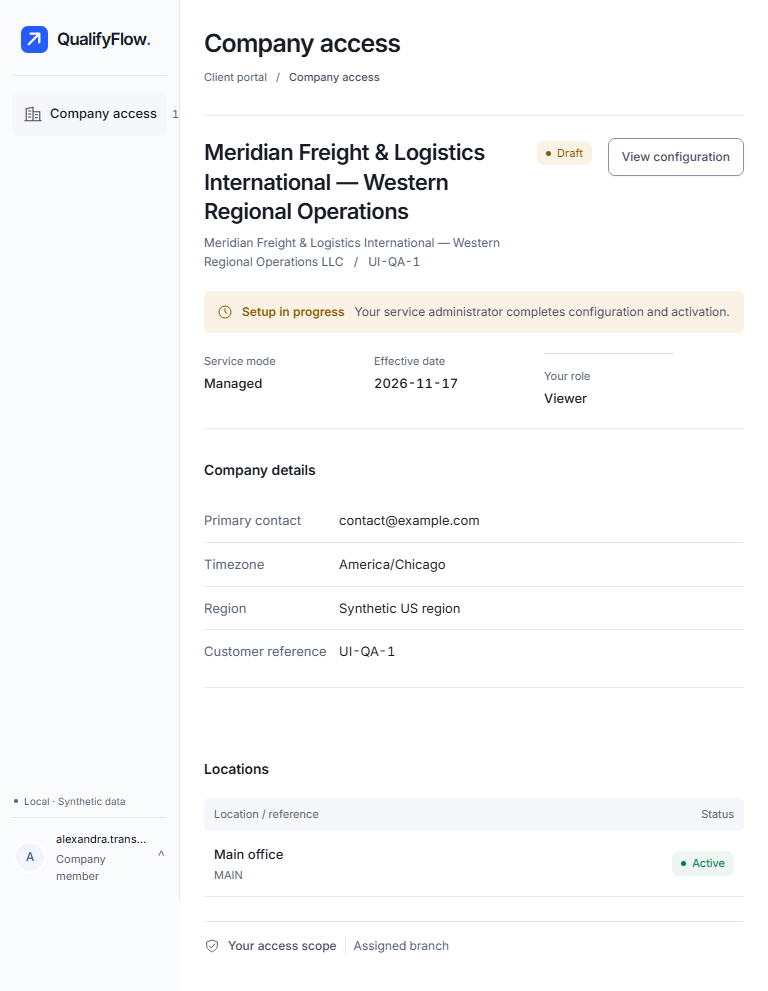 QualifyFlow.
Company access 1
Local · Synthetic data
A
alexandra.trans...
Company
member
^
Company access
Client portal / Company access
Meridian Freight & Logistics
International — Western
Regional Operations
Draft
View configuration
Meridian Freight & Logistics International — Western
Regional Operations LLC / UI-QA-1
Setup in progress Your service administrator completes configuration and activation.
Service mode
Managed
Effective date
2026-11-17
Your role
Viewer
Company details
Primary contact contact@example.com
Timezone America/Chicago
Region Synthetic US region
Customer reference UI-QA-1
Locations
Location / reference Status
Main office
MAIN
Active
Your access scope Assigned branch